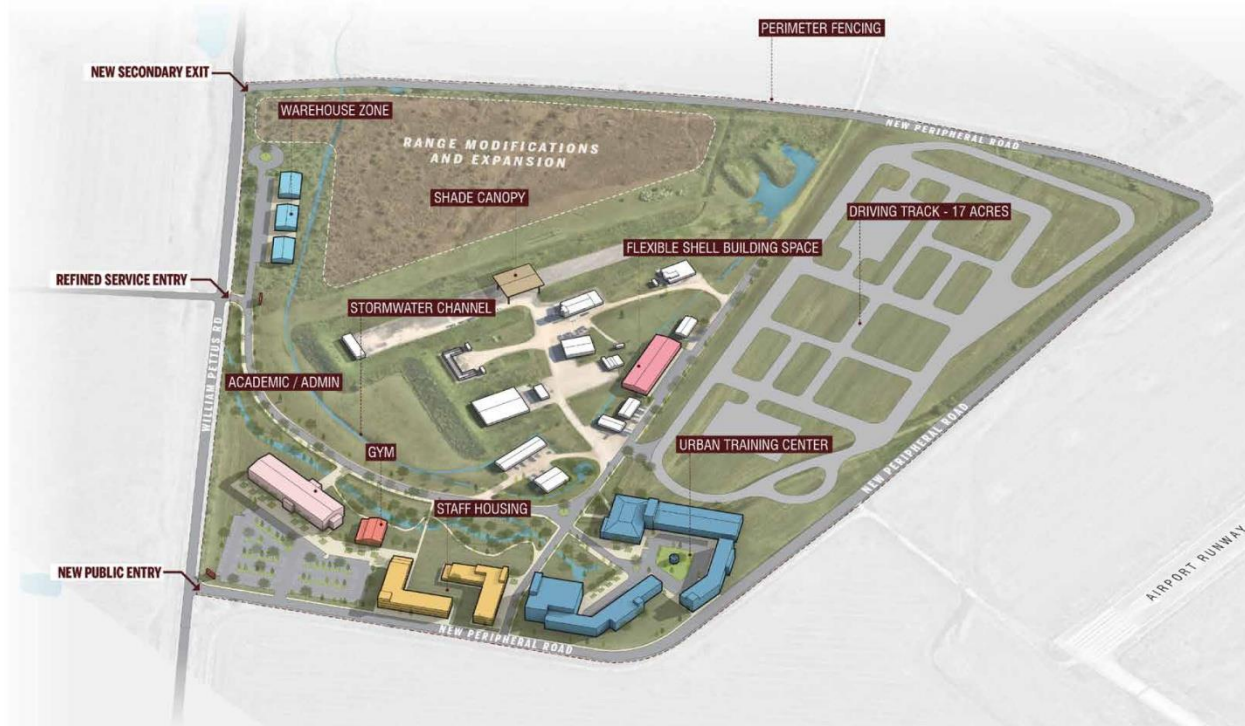 PERIMETER FENCING
NEW SECONDARY EXIT
WAREHOUSE ZONE
NEW PERIPHERAL ROAD
RANGE MODIFICATIONS
AND EXPANSION
SHADE CANOPY
DRIVING TRACK - 17 ACRES
FLEXIBLE SHELL BUILDING SPACE
REFINED SERVICE ENTRY
STORMWATER CHANNEL
WILLIAM PETTUS RD
ACADEMIC / ADMIN
NEW PERIPHERAL ROAD
GYM
URBAN TRAINING CENTER
STAFF HOUSING
AIRPORT RUNWAY
NEW PUBLIC ENTRY
NEW PERIPHERAL ROAD